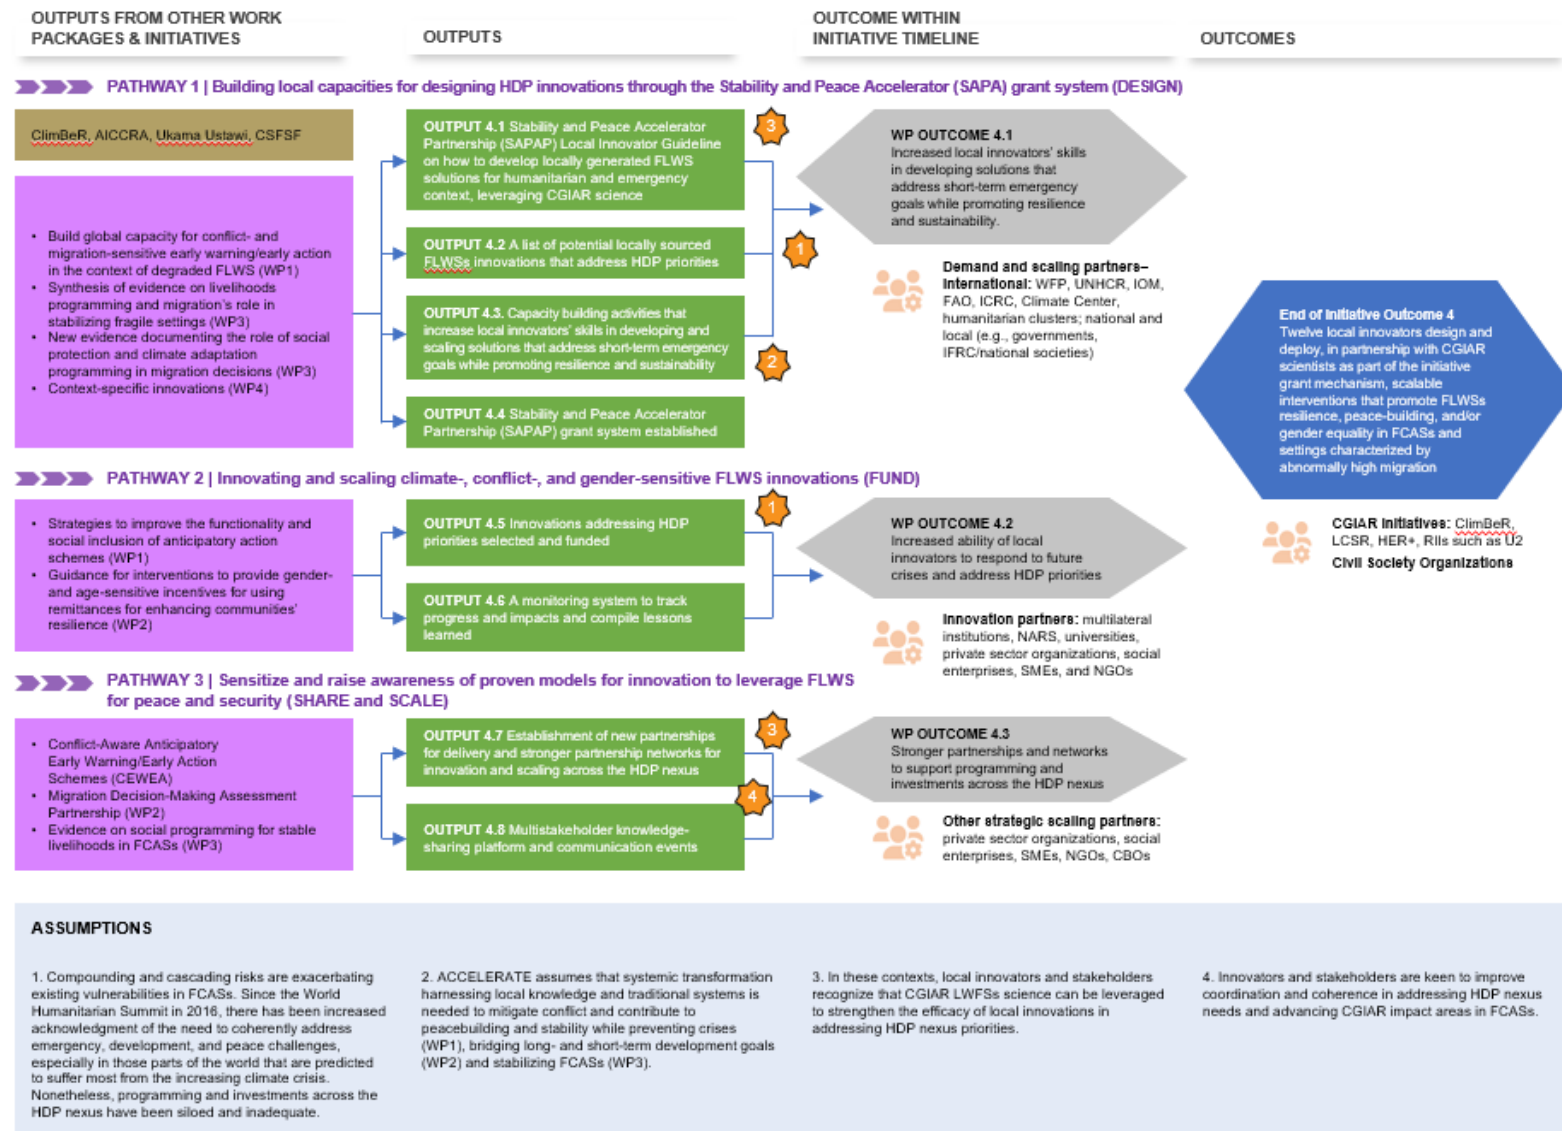 OUTPUTS FROM OTHER WORK
PACKAGES & INITIATIVES
OUTPUTS
OUTCOME WITHIN
INITIATIVE TIMELINE
OUTCOMES
PATHWAY 1 | Building local capacities for designing HDP innovations through the Stability and Peace Accelerator (SAPA) grant system (DESIGN)
ClimBeR, AICCRA, Ukama Ustawi, CSFSF
• Build global capacity for conflict- and
migration-sensitive early warning/early action
in the context of degraded FLWS (WP1)
• Synthesis of evidence on livelihoods
programming and migration's role in
stabilizing fragile settings (WP3)
• New evidence documenting the role of social
protection and climate adaptation
programming in migration decisions (WP3)
• Context-specific innovations (WP4)
OUTPUT 4.1 Stability and Peace Accelerator
Partnership (SAPAP) Local Innovator Guideline
on how to develop locally generated FLWS
solutions for humanitarian and emergency
context, leveraging CGIAR science
3
OUTPUT 4.2 A list of potential locally sourced
FLWSs innovations that address HDP priorities
1
OUTPUT 4.3. Capacity building activities that
increase local innovators' skills in developing and
scaling solutions that address short-term emergency
goals while promoting resilience and sustainability
2
OUTPUT 4.4 Stability and Peace Accelerator
Partnership (SAPAP) grant system established
WP OUTCOME 4.1
Increased local innovators' skills
in developing solutions that
address short-term emergency
goals while promoting resilience
and sustainability.
Demand and scaling partners–
International: WFP, UNHCR, IOM,
FAO, ICRC, Climate Center,
humanitarian clusters; national and
local (e.g., governments,
IFRC/national societies)
End of Initiative Outcome 4
Twelve local innovators design and
deploy, in partnership with CGIAR
scientists as part of the initiative
grant mechanism, scalable
interventions that promote FLWSs
resilience, peace-building, and/or
gender equality in FCASs and
settings characterized by
abnormally high migration
CGIAR Initiatives: ClimBeR,
LCSR, HER+, RIIs such as U2
Civil Society Organizations
PATHWAY 2 | Innovating and scaling climate-, conflict-, and gender-sensitive FLWS innovations (FUND)
• Strategies to improve the functionality and
social inclusion of anticipatory action
schemes (WP1)
• Guidance for interventions to provide gender-
and age-sensitive incentives for using
remittances for enhancing communities'
resilience (WP2)
OUTPUT 4.5 Innovations addressing HDP
priorities selected and funded
1
OUTPUT 4.6 A monitoring system to track
progress and impacts and compile lessons
learned
WP OUTCOME 4.2
Increased ability of local
innovators to respond to future
crises and address HDP priorities
Innovation partners: multilateral
institutions, NARS, universities,
private sector organizations, social
enterprises, SMEs, and NGOs
PATHWAY 3 | Sensitize and raise awareness of proven models for innovation to leverage FLWS
for peace and security (SHARE and SCALE)
• Conflict-Aware Anticipatory
Early Warning/Early Action
Schemes (CEWEA)
• Migration Decision-Making Assessment
Partnership (WP2)
• Evidence on social programming for stable
livelihoods in FCASs (WP3)
OUTPUT 4.7 Establishment of new partnerships
for delivery and stronger partnership networks for
innovation and scaling across the HDP nexus
3
4
OUTPUT 4.8 Multistakeholder knowledge-
sharing platform and communication events
WP OUTCOME 4.3
Stronger partnerships and networks
to support programming and
investments across the HDP nexus
Other strategic scaling partners:
private sector organizations, social
enterprises, SMEs, NGOs, CBOs
ASSUMPTIONS
1. Compounding and cascading risks are exacerbating
existing vulnerabilities in FCASs. Since the World
Humanitarian Summit in 2016, there has been increased
acknowledgment of the need to coherently address
emergency, development, and peace challenges,
especially in those parts of the world that are predicted
to suffer most from the increasing climate crisis.
Nonetheless, programming and investments across the
HDP nexus have been siloed and inadequate.
2. ACCELERATE assumes that systemic transformation
harnessing local knowledge and traditional systems is
needed to mitigate conflict and contribute to
peacebuilding and stability while preventing crises
(WP1), bridging long- and short-term development goals
(WP2) and stabilizing FCASs (WP3).
3. In these contexts, local innovators and stakeholders
recognize that CGIAR LWFSs science can be leveraged
to strengthen the efficacy of local innovations in
addressing HDP nexus priorities.
4. Innovators and stakeholders are keen to improve
coordination and coherence in addressing HDP nexus
needs and advancing CGIAR impact areas in FCASs.